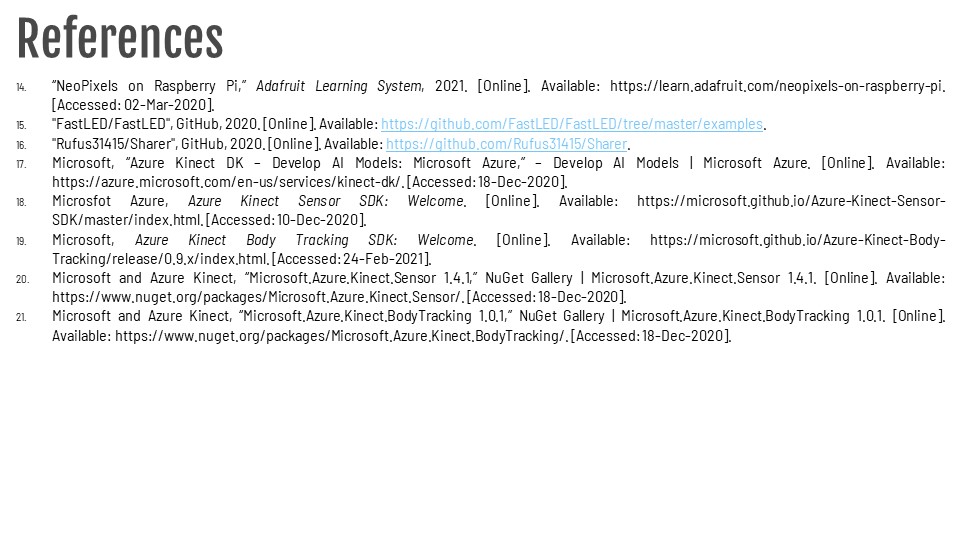 References
14. “NeoPixels on Raspberry Pi,” Adafruit Learning System, 2021. [Online]. Available: https://learn.adafruit.com/neopixels-on-raspberry-pi.
[Accessed: 02-Mar-2020].
15. "FastLED/FastLED", GitHub, 2020. [Online]. Available: https://github.com/FastLED/FastLED/tree/master/examples.
16. "Rufus31415/Sharer", GitHub, 2020. [Online]. Available: https://github.com/Rufus31415/Sharer.
17. Microsoft, “Azure Kinect DK – Develop AI Models: Microsoft Azure,” – Develop AI Models | Microsoft Azure. [Online]. Available:
https://azure.microsoft.com/en-us/services/kinect-dk/. [Accessed: 18-Dec-2020].
18. Microsfot Azure, Azure Kinect Sensor SDK: Welcome. [Online]. Available: https://microsoft.github.io/Azure-Kinect-Sensor-
SDK/master/index.html. [Accessed: 10-Dec-2020].
19. Microsoft, Azure Kinect Body Tracking SDK: Welcome. [Online]. Available: https://microsoft.github.io/Azure-Kinect-Body-
Tracking/release/0.9.x/index.html. [Accessed: 24-Feb-2021].
20. Microsoft and Azure Kinect, “Microsoft.Azure.Kinect.Sensor 1.4.1,” NuGet Gallery | Microsoft.Azure.Kinect.Sensor 1.4.1. [Online]. Available:
https://www.nuget.org/packages/Microsoft.Azure.Kinect.Sensor/. [Accessed: 18-Dec-2020].
21. Microsoft and Azure Kinect, “Microsoft.Azure.Kinect.BodyTracking 1.0.1,” NuGet Gallery | Microsoft.Azure.Kinect.BodyTracking 1.0.1. [Online].
Available: https://www.nuget.org/packages/Microsoft.Azure.Kinect.BodyTracking/. [Accessed: 18-Dec-2020].